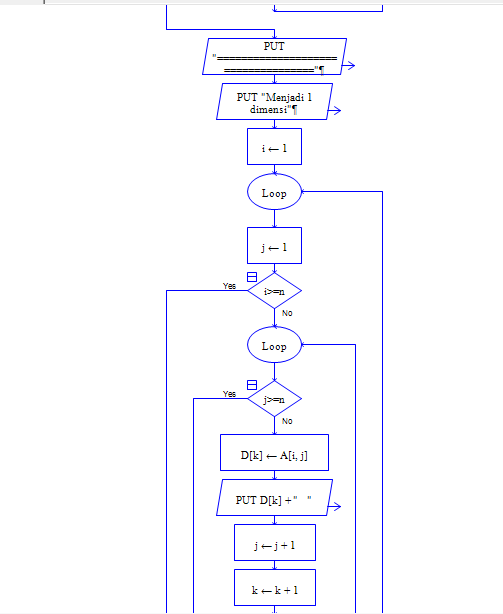 PUT
"====================
==============="¶
PUT "Menjadi 1
dimensi"¶
i ← 1
Loop
j ← 1
Yes
i>=n
No
Loop
Yes
j>=n
No
D[k] ← A[i, j]
PUT D[k] + "   "
j ← j + 1
k ← k + 1